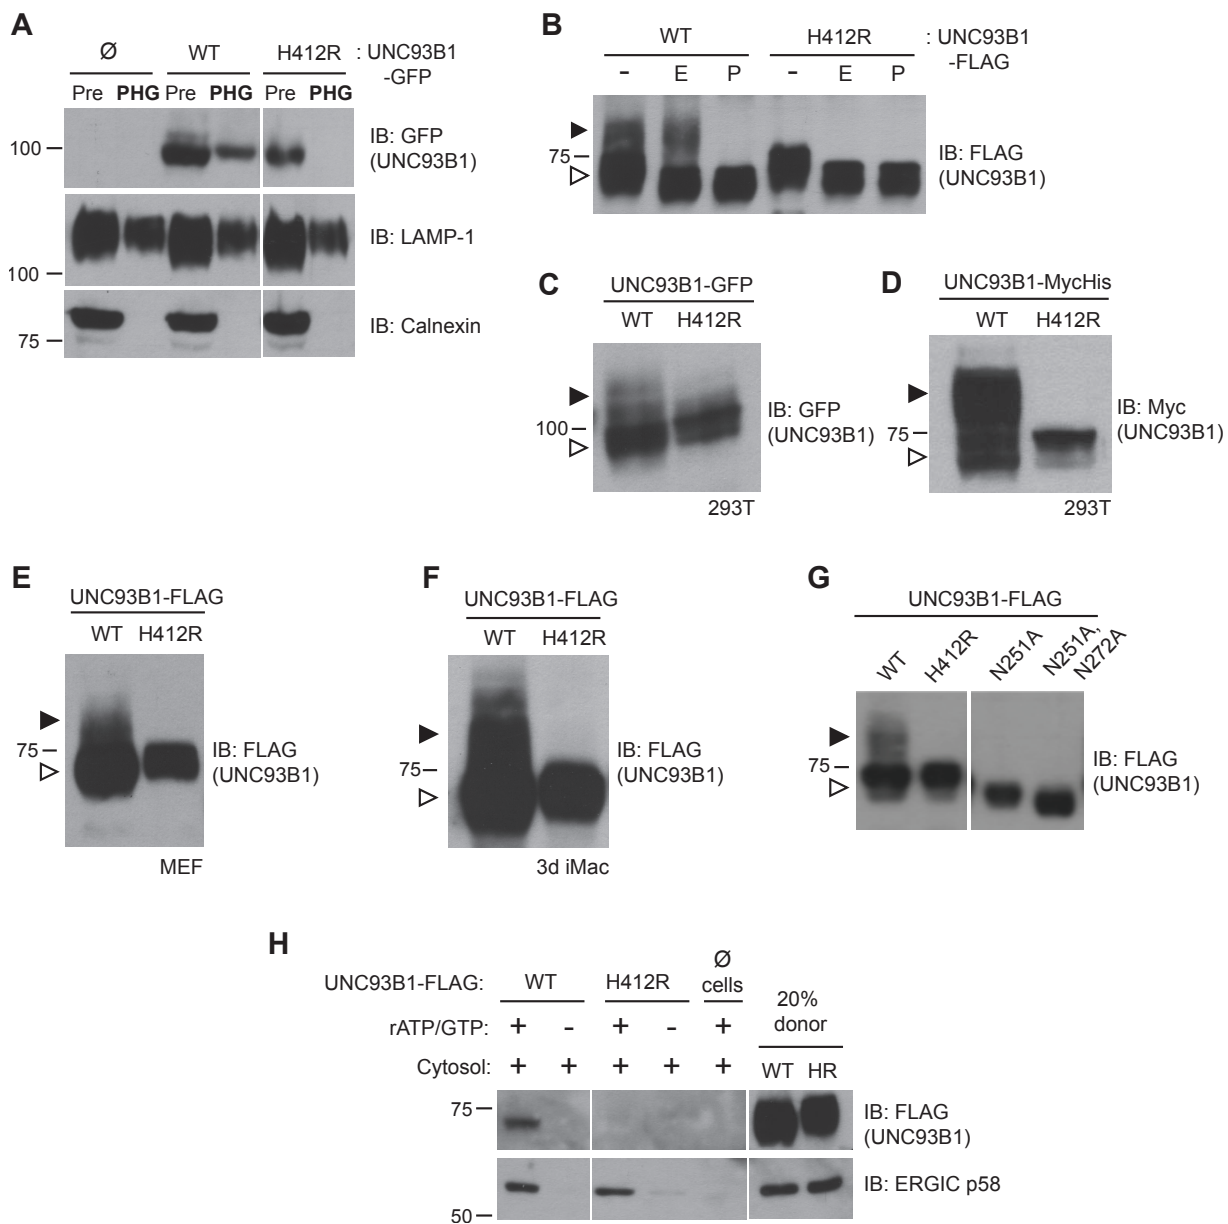 A
Ø WT H412R : UNC93B1
-GFP
Pre PHG Pre PHG Pre PHG
100
IB: GFP
(UNC93B1)
IB: LAMP-1
100
IB: Calnexin
75
B
WT H412R : UNC93B1
-FLAG
- E P - E P
75
IB: FLAG
(UNC93B1)
C
UNC93B1-GFP
WT H412R
100
IB: GFP
(UNC93B1)
293T
D
UNC93B1-MycHis
WT H412R
75
IB: Myc
(UNC93B1)
293T
E
UNC93B1-FLAG
WT H412R
75
IB: FLAG
(UNC93B1)
MEF
F
UNC93B1-FLAG
WT H412R
75
IB: FLAG
(UNC93B1)
3d iMac
G
UNC93B1-FLAG
WT H412R N251A N251A,
N272A
75
IB: FLAG
(UNC93B1)
H
UNC93B1-FLAG: WT H412R Ø
cells
20%
donor
rATP/GTP: + - + - +
Cytosol: + + + + + WT HR
75
IB: FLAG
(UNC93B1)
IB: ERGIC p58
50